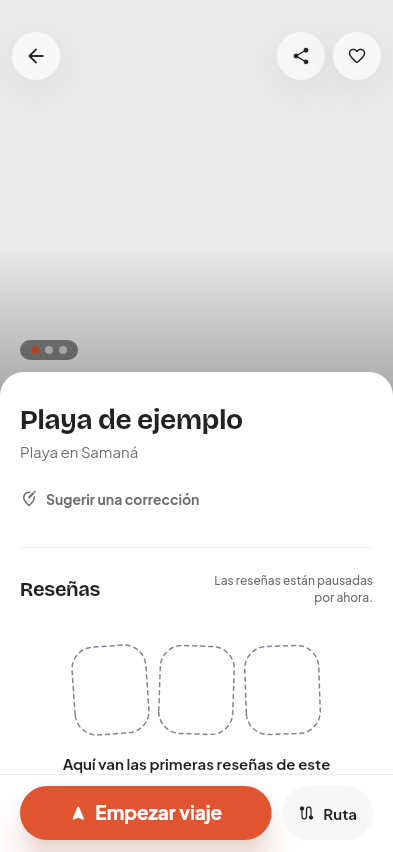 Playa de ejemplo
Playa en Samaná
Sugerir una corrección
Reseñas
Las reseñas están pausadas
por ahora.
Aquí van las primeras reseñas de este
Empezar viaje
Ruta